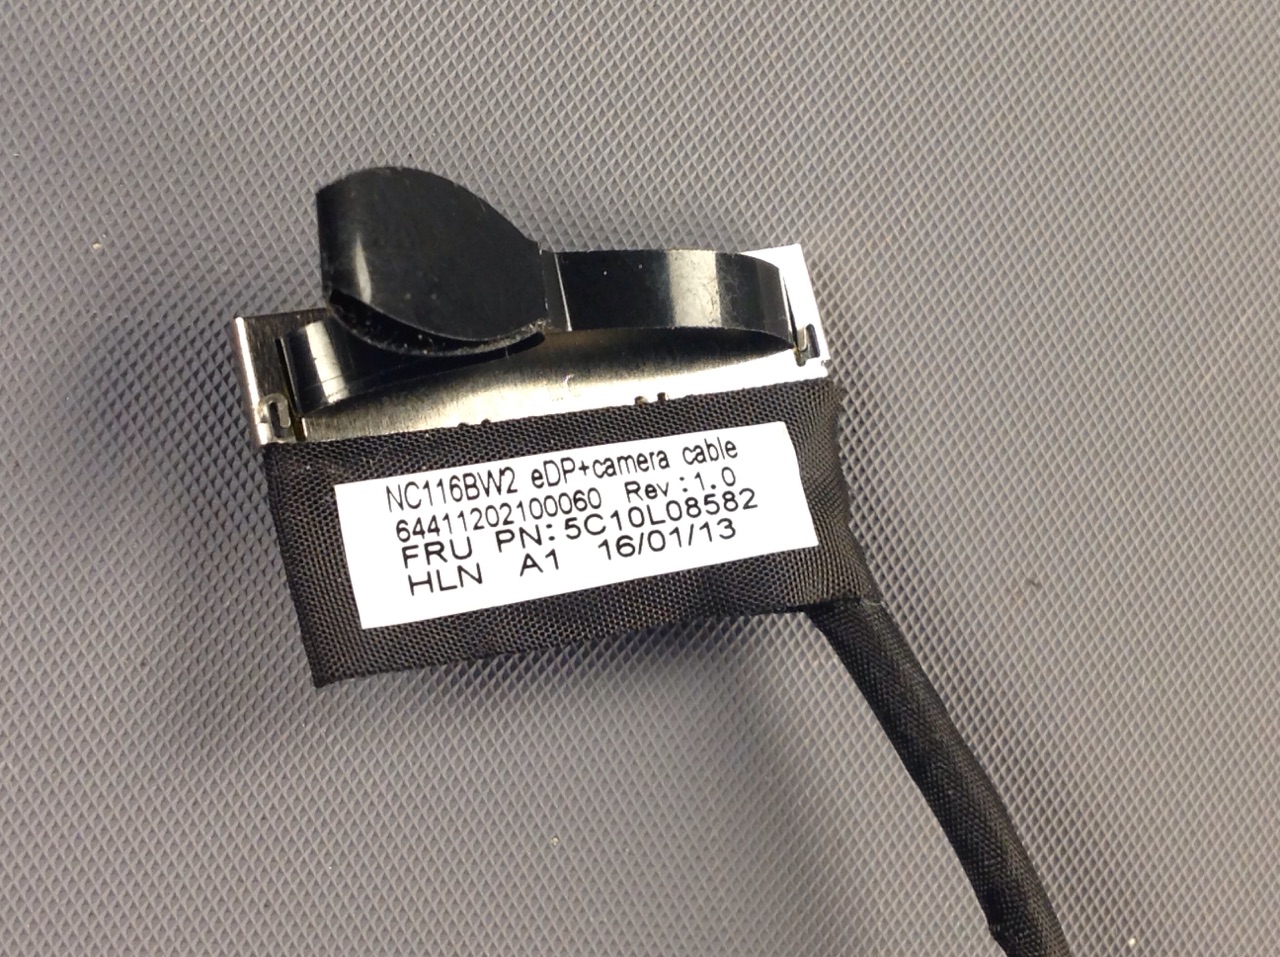 NC116BW2 eDP+camera cable
64411202100060 Rev:1.0
FRU PN:5C10L08582
HLN A1 16/01/13